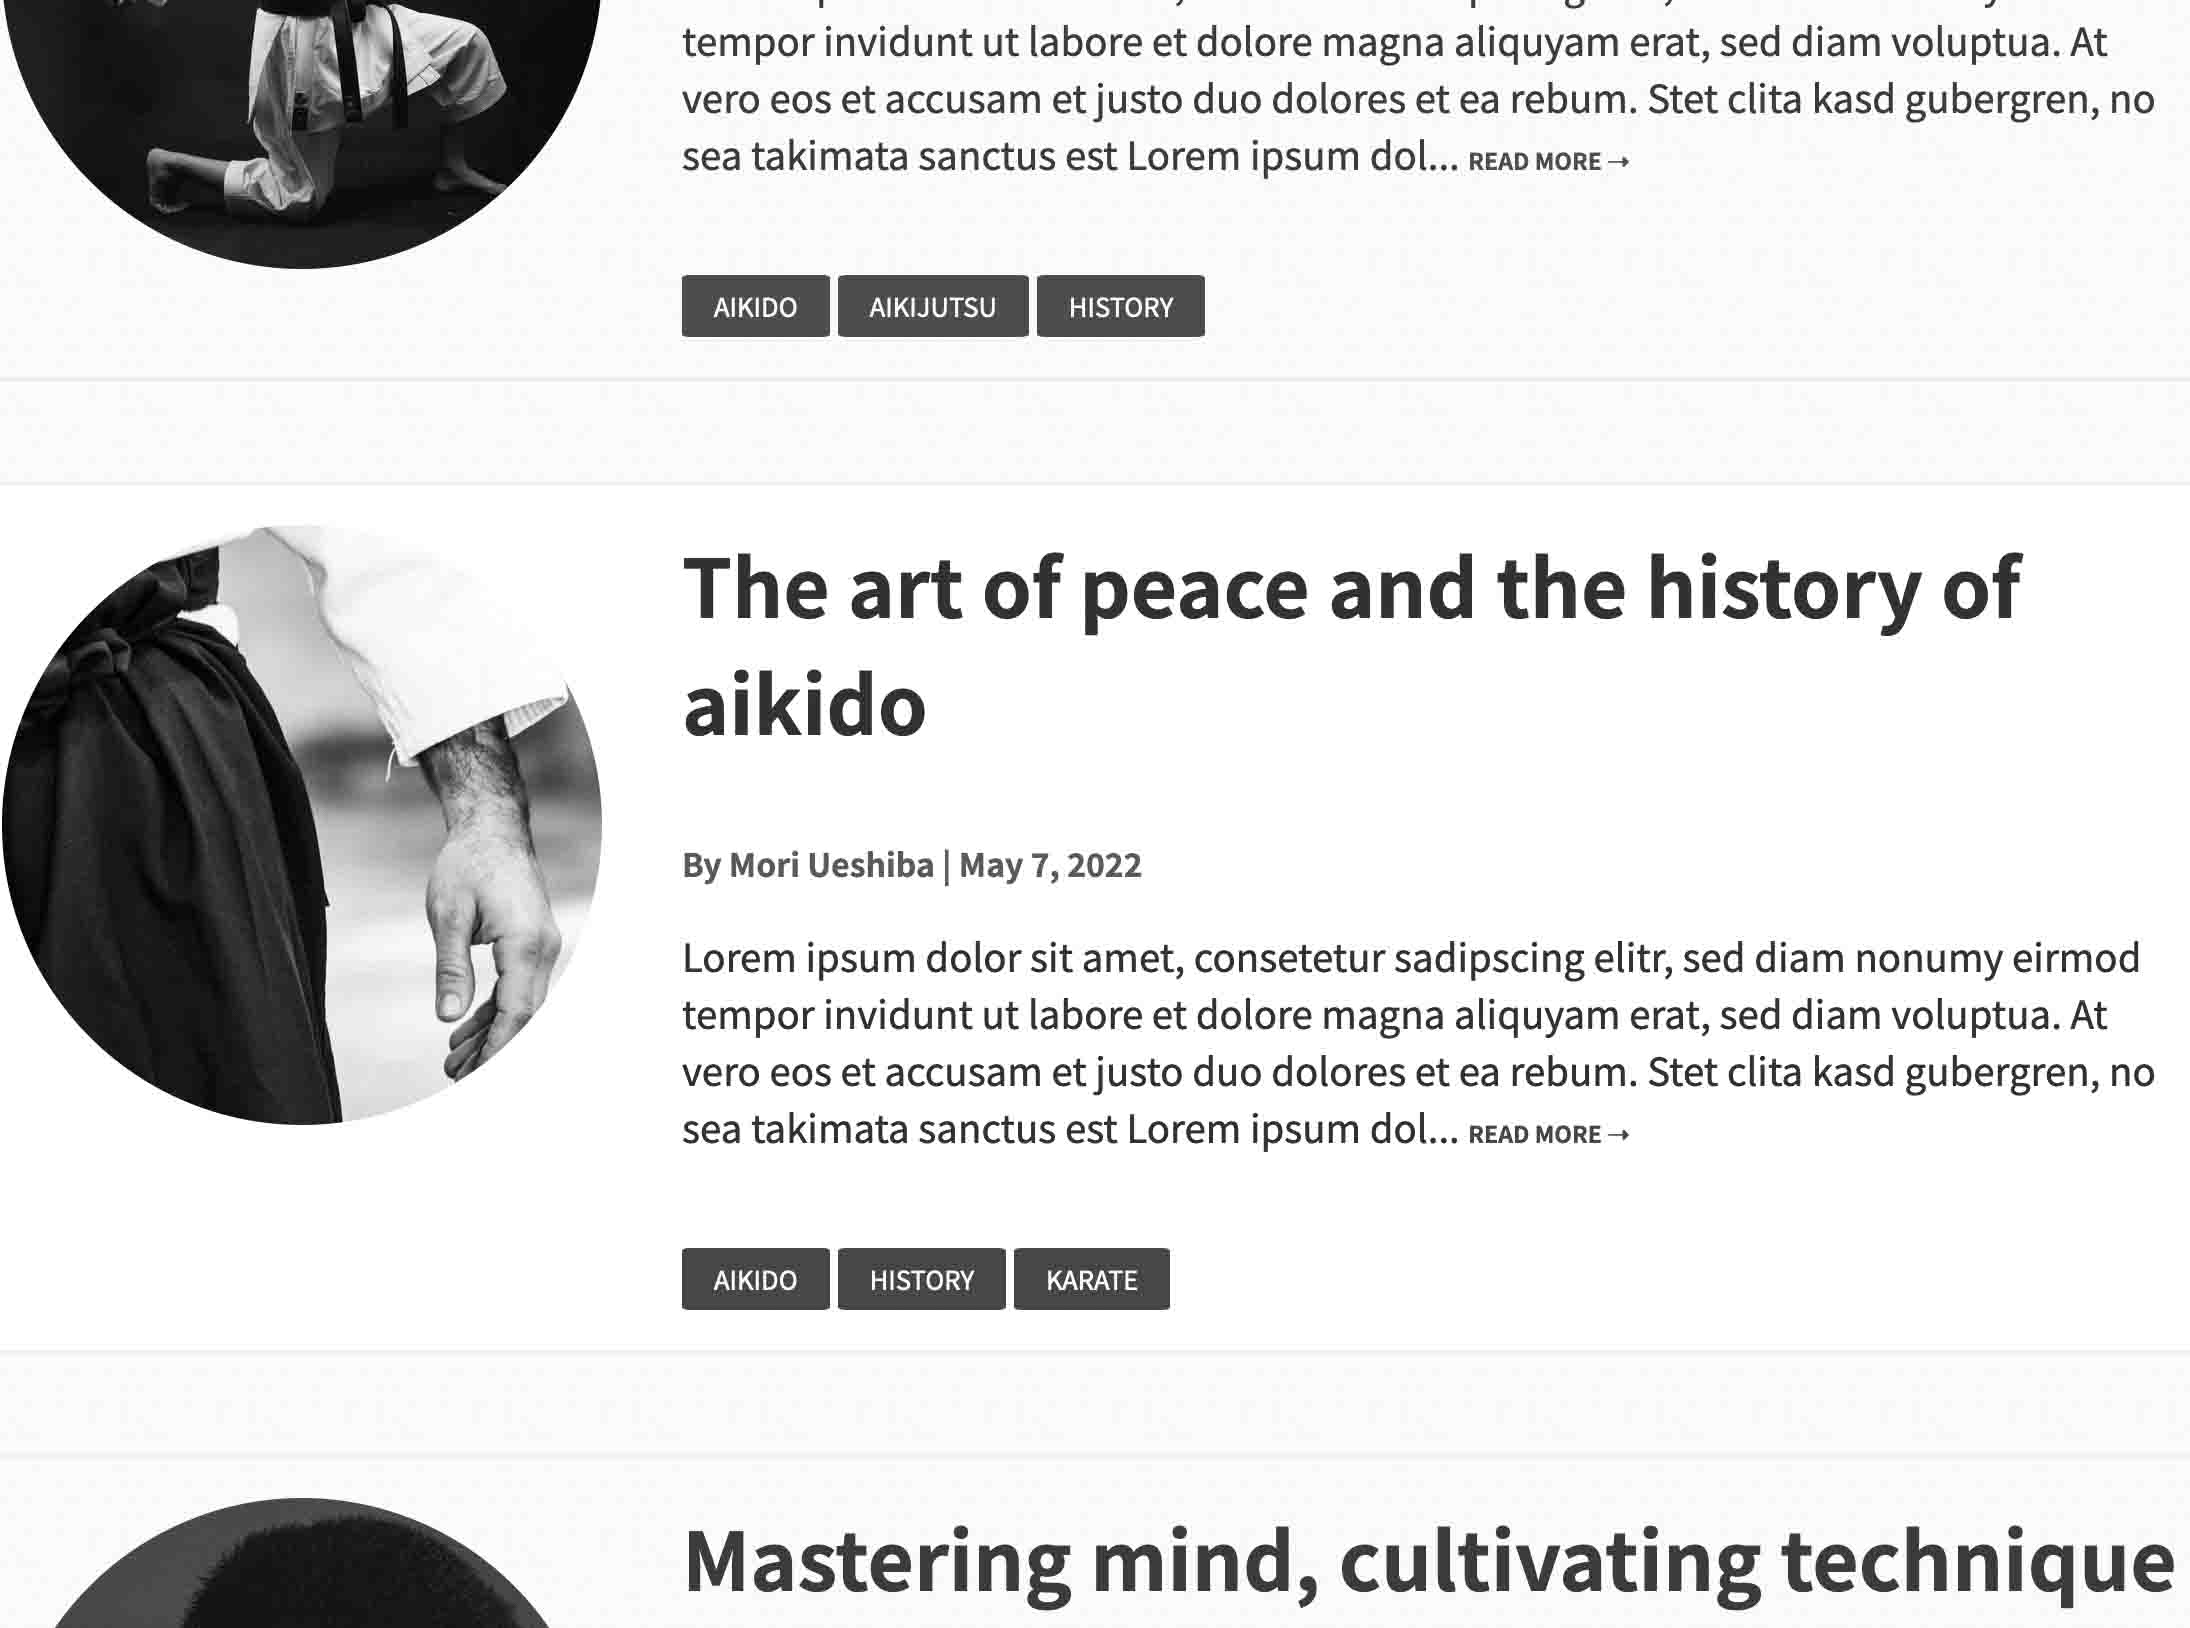 tempor invidunt ut labore et dolore magna aliquyam erat, sed diam voluptua. At
vero eos et accusam et justo duo dolores et ea rebum. Stet clita kasd gubergren, no
sea takimata sanctus est Lorem ipsum dol... READ MORE →
AIKIDO AIKIJUTSU HISTORY
The art of peace and the history of
aikido
By Mori Ueshiba | May 7, 2022
Lorem ipsum dolor sit amet, consetetur sadipscing elitr, sed diam nonumy eirmod
tempor invidunt ut labore et dolore magna aliquyam erat, sed diam voluptua. At
vero eos et accusam et justo duo dolores et ea rebum. Stet clita kasd gubergren, no
sea takimata sanctus est Lorem ipsum dol... READ MORE →
AIKIDO HISTORY KARATE
Mastering mind, cultivating technique